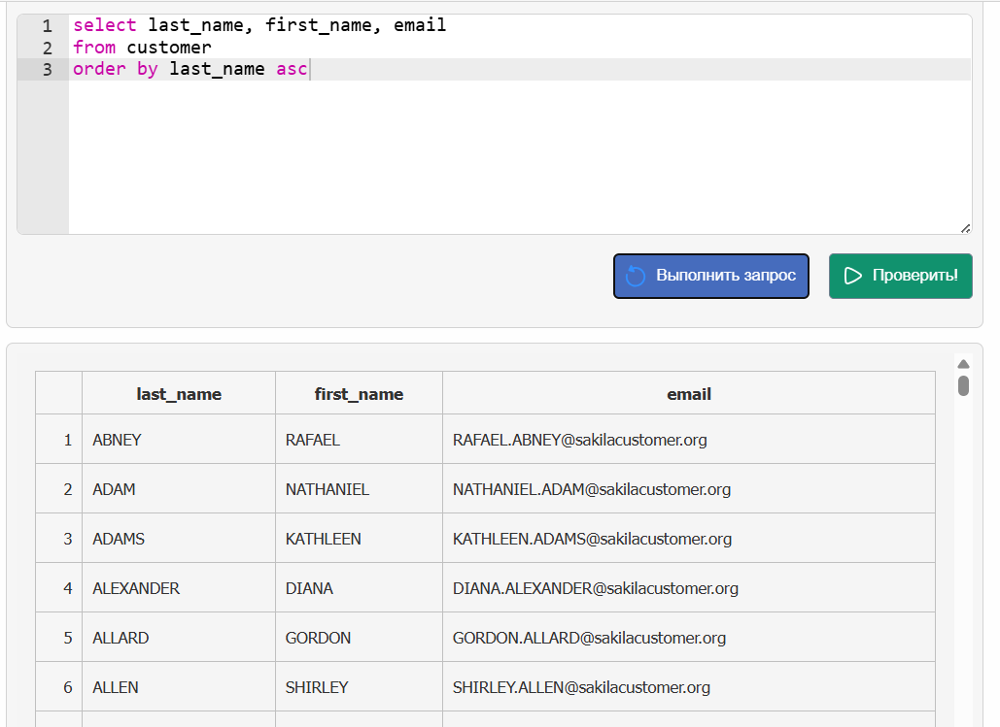 1 select last_name, first_name, email
2 from customer
3 order by last_name asc
Выполнить запрос Проверить!
last_name first_name email
1 ABNEY RAFAEL RAFAEL.ABNEY@sakilacustomer.org
2 ADAM NATHANIEL NATHANIEL.ADAM@sakilacustomer.org
3 ADAMS KATHLEEN KATHLEEN.ADAMS@sakilacustomer.org
4 ALEXANDER DIANA DIANA.ALEXANDER@sakilacustomer.org
5 ALLARD GORDON GORDON.ALLARD@sakilacustomer.org
6 ALLEN SHIRLEY SHIRLEY.ALLEN@sakilacustomer.org